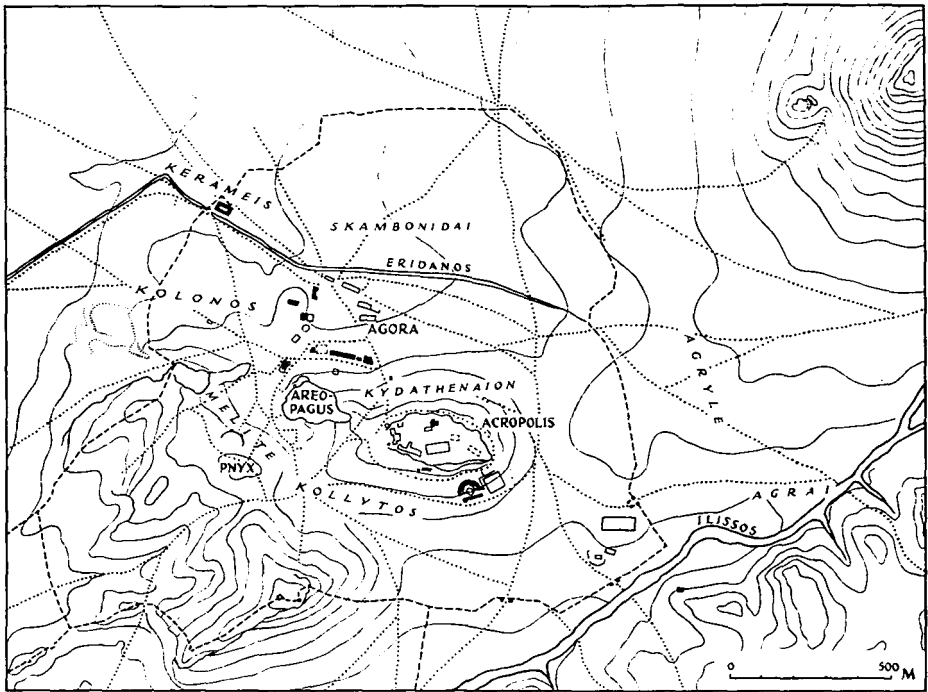 KERAMEIS
SKAMBONIDAI
ERIDANOS
KOLONOS
AGORA
AGRYLE
KYDATHENAION
AREO-
PAGUS
MELITE
ACROPOLIS
PNYX
KOLLYTOS
AGRAI
ILISSOS
0 500 M